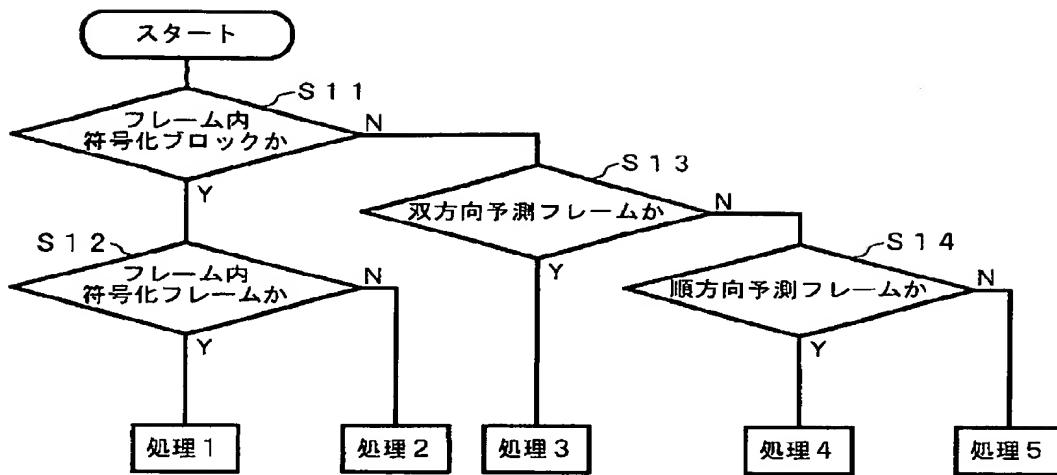 スタート
S11
フレーム内
符号化ブロックか
N
Y
S13
双方向予測フレームか
N
Y
S12
フレーム内
符号化フレームか
N
Y
S14
順方向予測フレームか
N
Y
処理1
処理2
処理3
処理4
処理5